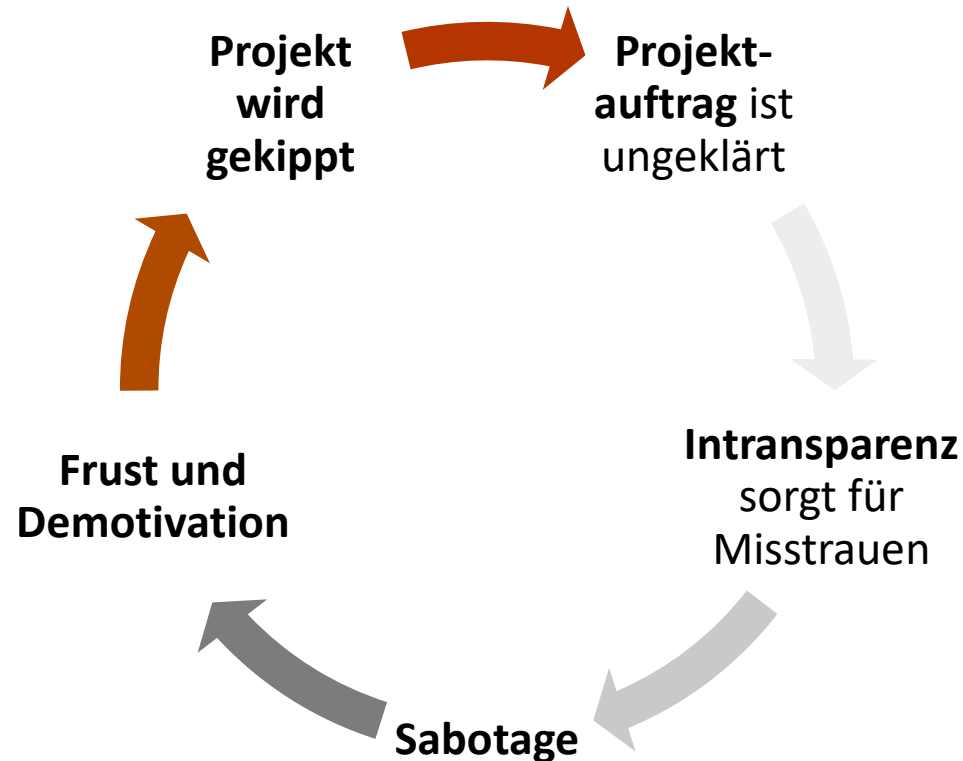 Projekt
wird
gekippt
Projekt-
auftrag ist
ungeklärt
Intransparenz
sorgt für
Misstrauen
Sabotage
Frust und
Demotivation